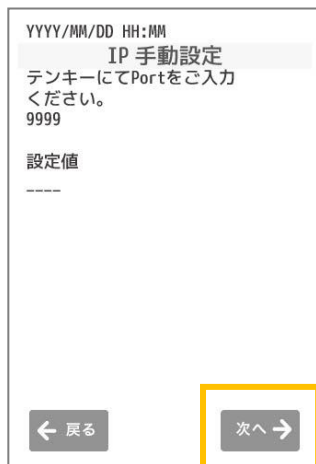 YYYY/MM/DD HH:MM
IP 手動設定
テンキーにてPortをご入力
ください。
9999
設定値
----
← 戻る
次へ →